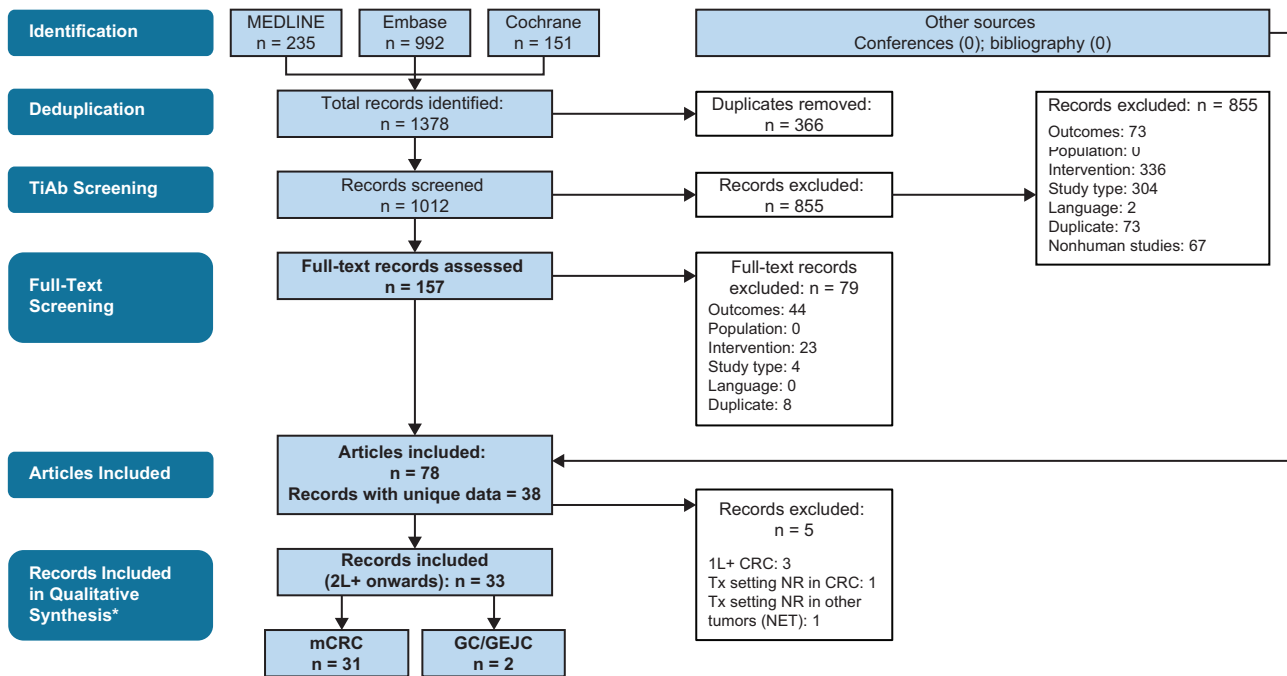 Identification
MEDLINE
n = 235
Embase
n = 992
Cochrane
n = 151
Other sources
Conferences (0); bibliography (0)
Deduplication
Total records identified:
n = 1378
Duplicates removed:
n = 366
Records excluded: n = 855
Outcomes: 73
Population: 0
Intervention: 336
Study type: 304
Language: 2
Duplicate: 73
Nonhuman studies: 67
TiAb Screening
Records screened
n = 1012
Records excluded:
n = 855
Full-Text
Screening
Full-text records assessed
n = 157
Full-text records
excluded: n = 79
Outcomes: 44
Population: 0
Intervention: 23
Study type: 4
Language: 0
Duplicate: 8
Articles Included
Articles included:
n = 78
Records with unique data = 38
Records excluded:
n = 5
1L+ CRC: 3
Tx setting NR in CRC: 1
Tx setting NR in other
tumors (NET): 1
Records Included
in Qualitative
Synthesis*
Records included
(2L+ onwards): n = 33
mCRC
n = 31
GC/GEJC
n = 2